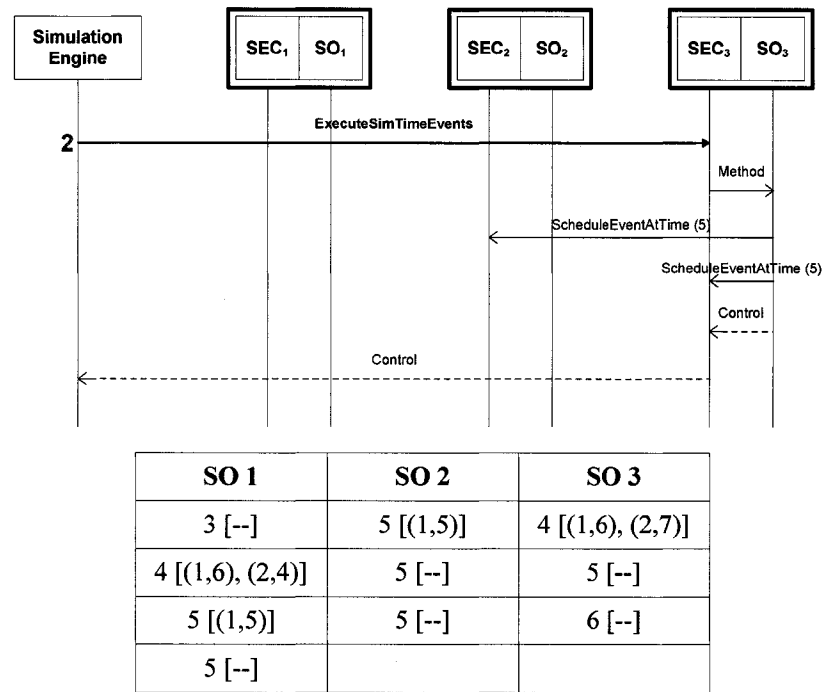 Simulation
Engine
SEC₁ SO₁
SEC₂ SO₂
SEC₃ SO₃
ExecuteSimTimeEvents
2
Method
ScheduleEventAtTime (5)
ScheduleEventAtTime (5)
Control
Control
SO 1 SO 2 SO 3
3 [--] 5 [(1,5)] 4 [(1,6), (2,7)]
4 [(1,6), (2,4)] 5 [--] 5 [--]
5 [(1,5)] 5 [--] 6 [--]
5 [--]